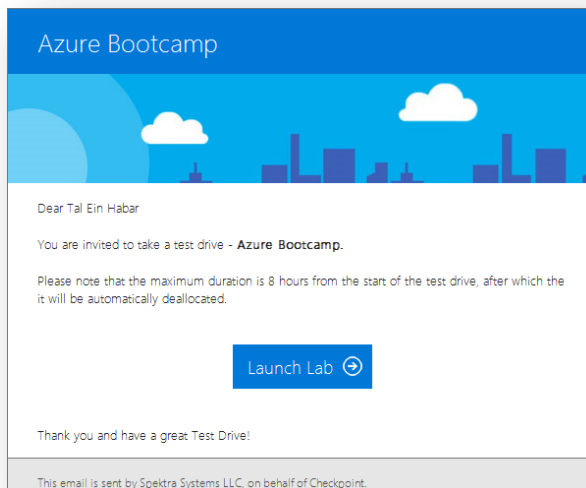 Azure Bootcamp
Dear Tal Ein Habar
You are invited to take a test drive - Azure Bootcamp.
Please note that the maximum duration is 8 hours from the start of the test drive, after which the
it will be automatically deallocated.
Launch Lab
Thank you and have a great Test Drive!
This email is sent by Spektra Systems LLC, on behalf of Checkpoint.